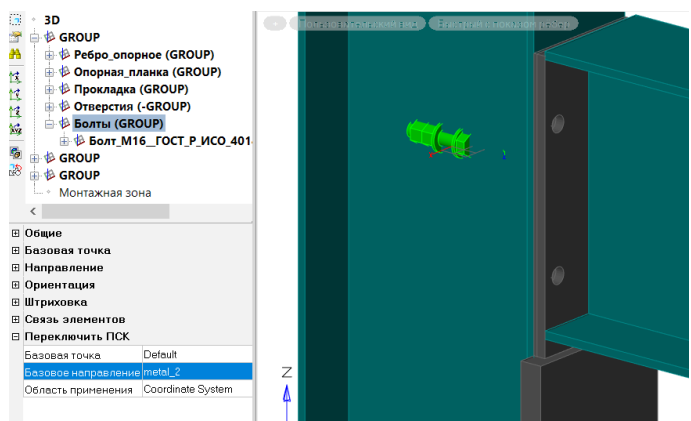 3D
GROUP
Ребро_опорное (GROUP)
Опорная_планка (GROUP)
Прокладка (GROUP)
Отверстия (-GROUP)
Болты (GROUP)
Болт_М16__ГОСТ_Р_ИСО_401
GROUP
GROUP
Монтажная зона
Общие
Базовая точка
Направление
Ориентация
Штриховка
Связь элементов
Переключить ПСК
Базовая точка Default
Базовое направление metal_2
Область применения Coordinate System
Z